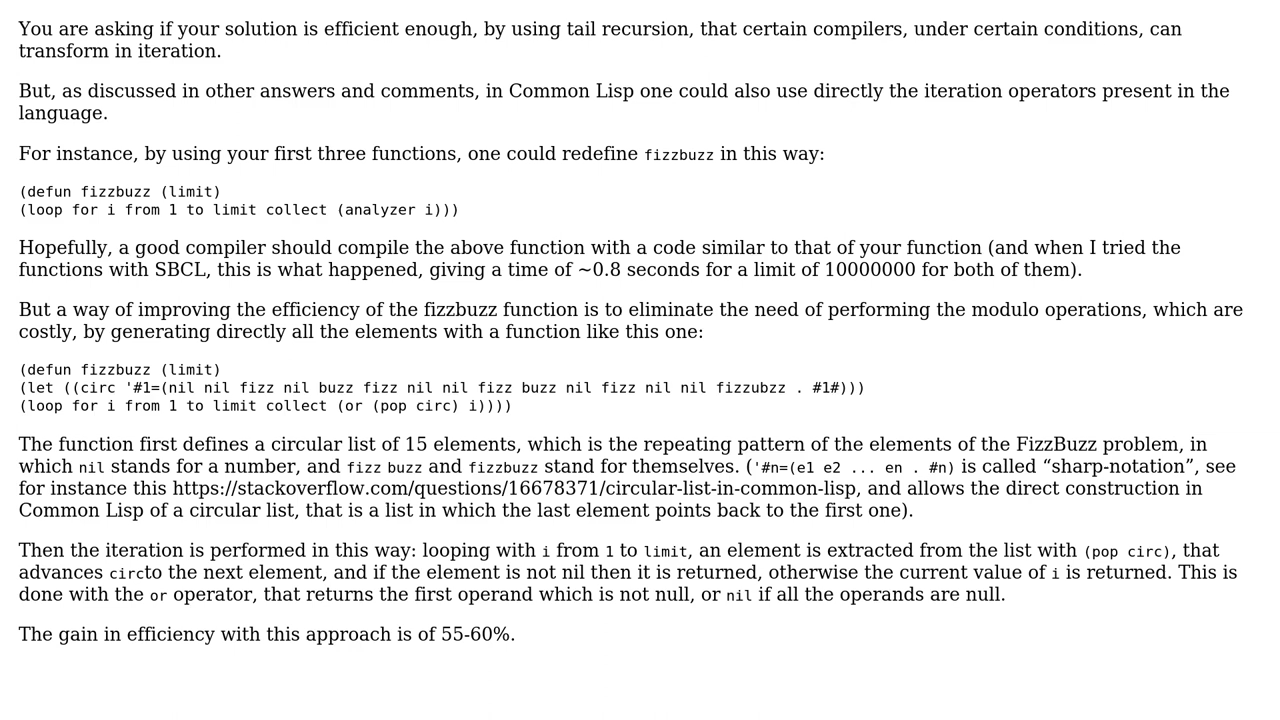 You are asking if your solution is efficient enough, by using tail recursion, that certain compilers, under certain conditions, can
transform in iteration.
But, as discussed in other answers and comments, in Common Lisp one could also use directly the iteration operators present in the
language.
For instance, by using your first three functions, one could redefine fizzbuzz in this way:
(defun fizzbuzz (limit)
(loop for i from 1 to limit collect (analyzer i)))
Hopefully, a good compiler should compile the above function with a code similar to that of your function (and when I tried the
functions with SBCL, this is what happened, giving a time of ~0.8 seconds for a limit of 10000000 for both of them).
But a way of improving the efficiency of the fizzbuzz function is to eliminate the need of performing the modulo operations, which are
costly, by generating directly all the elements with a function like this one:
(defun fizzbuzz (limit)
(let ((circ '#1=(nil nil fizz nil buzz fizz nil nil fizz buzz nil fizz nil nil fizzubzz . #1#)))
(loop for i from 1 to limit collect (or (pop circ) i))))
The function first defines a circular list of 15 elements, which is the repeating pattern of the elements of the FizzBuzz problem, in
which nil stands for a number, and fizz buzz and fizzbuzz stand for themselves. ('#n=(e1 e2 ... en . #n) is called “sharp-notation”, see
for instance this https://stackoverflow.com/questions/16678371/circular-list-in-common-lisp, and allows the direct construction in
Common Lisp of a circular list, that is a list in which the last element points back to the first one).
Then the iteration is performed in this way: looping with i from 1 to limit, an element is extracted from the list with (pop circ), that
advances circto the next element, and if the element is not nil then it is returned, otherwise the current value of i is returned. This is
done with the or operator, that returns the first operand which is not null, or nil if all the operands are null.
The gain in efficiency with this approach is of 55-60%.